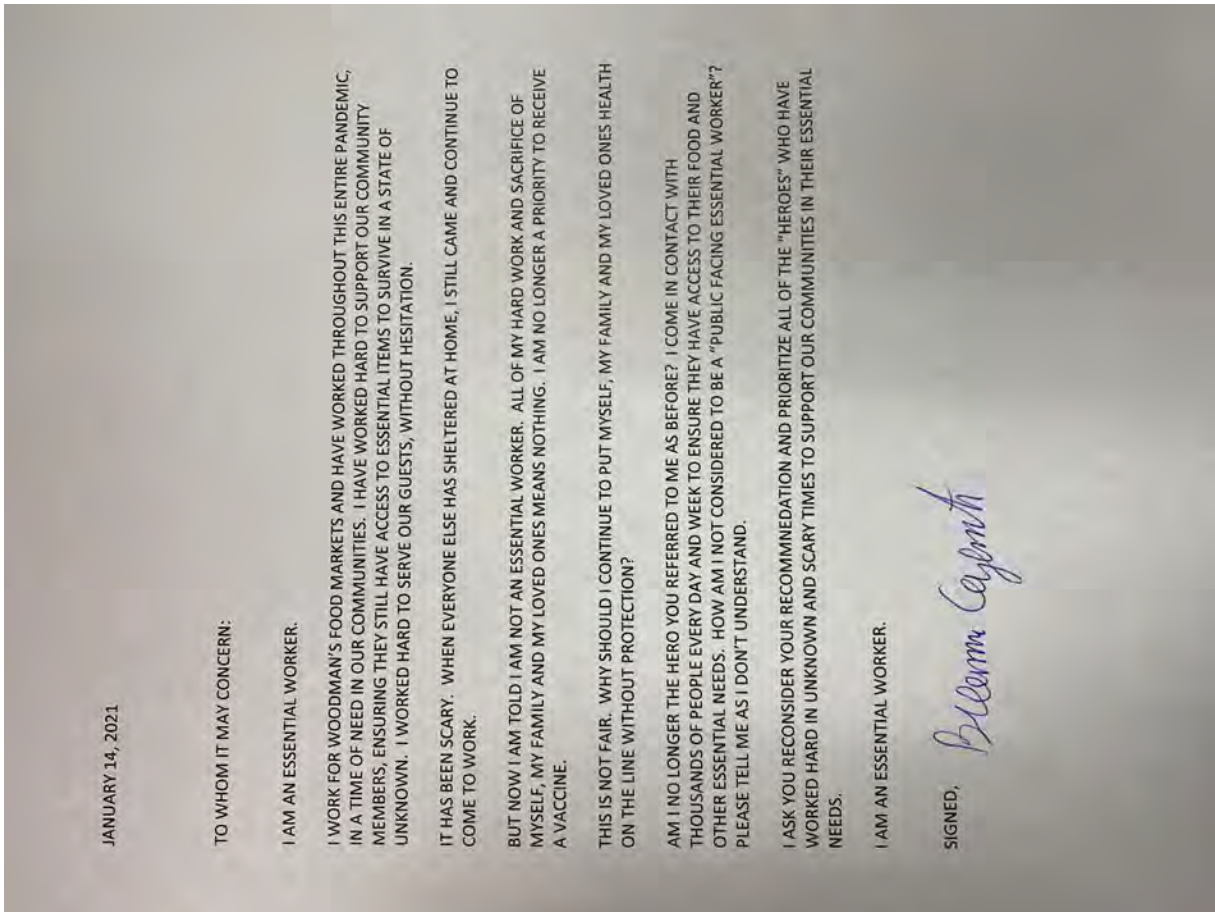 JANUARY 14, 2021
TO WHOM IT MAY CONCERN:
I AM AN ESSENTIAL WORKER.
I WORK FOR WOODMAN'S FOOD MARKETS AND HAVE WORKED THROUGHOUT THIS ENTIRE PANDEMIC,
IN A TIME OF NEED IN OUR COMMUNITIES. I HAVE WORKED HARD TO SUPPORT OUR COMMUNITY
MEMBERS, ENSURING THEY STILL HAVE ACCESS TO ESSENTIAL ITEMS TO SURVIVE IN A STATE OF
UNKNOWN. I WORKED HARD TO SERVE OUR GUESTS, WITHOUT HESITATION.
IT HAS BEEN SCARY. WHEN EVERYONE ELSE HAS SHELTERED AT HOME, I STILL CAME AND CONTINUE TO
COME TO WORK.
BUT NOW I AM TOLD I AM NOT AN ESSENTIAL WORKER. ALL OF MY HARD WORK AND SACRIFICE OF
MYSELF, MY FAMILY AND MY LOVED ONES MEANS NOTHING. I AM NO LONGER A PRIORITY TO RECEIVE
A VACCINE.
THIS IS NOT FAIR. WHY SHOULD I CONTINUE TO PUT MYSELF, MY FAMILY AND MY LOVED ONES HEALTH
ON THE LINE WITHOUT PROTECTION?
AM I NO LONGER THE HERO YOU REFERRED TO ME AS BEFORE? I COME IN CONTACT WITH
THOUSANDS OF PEOPLE EVERY DAY AND WEEK TO ENSURE THEY HAVE ACCESS TO THEIR FOOD AND
OTHER ESSENTIAL NEEDS. HOW AM I NOT CONSIDERED TO BE A "PUBLIC FACING ESSENTIAL WORKER"?
PLEASE TELL ME AS I DON'T UNDERSTAND.
I ASK YOU RECONSIDER YOUR RECOMMNEDATION AND PRIORITIZE ALL OF THE "HEROES" WHO HAVE
WORKED HARD IN UNKNOWN AND SCARY TIMES TO SUPPORT OUR COMMUNITIES IN THEIR ESSENTIAL
NEEDS.
I AM AN ESSENTIAL WORKER.
SIGNED,